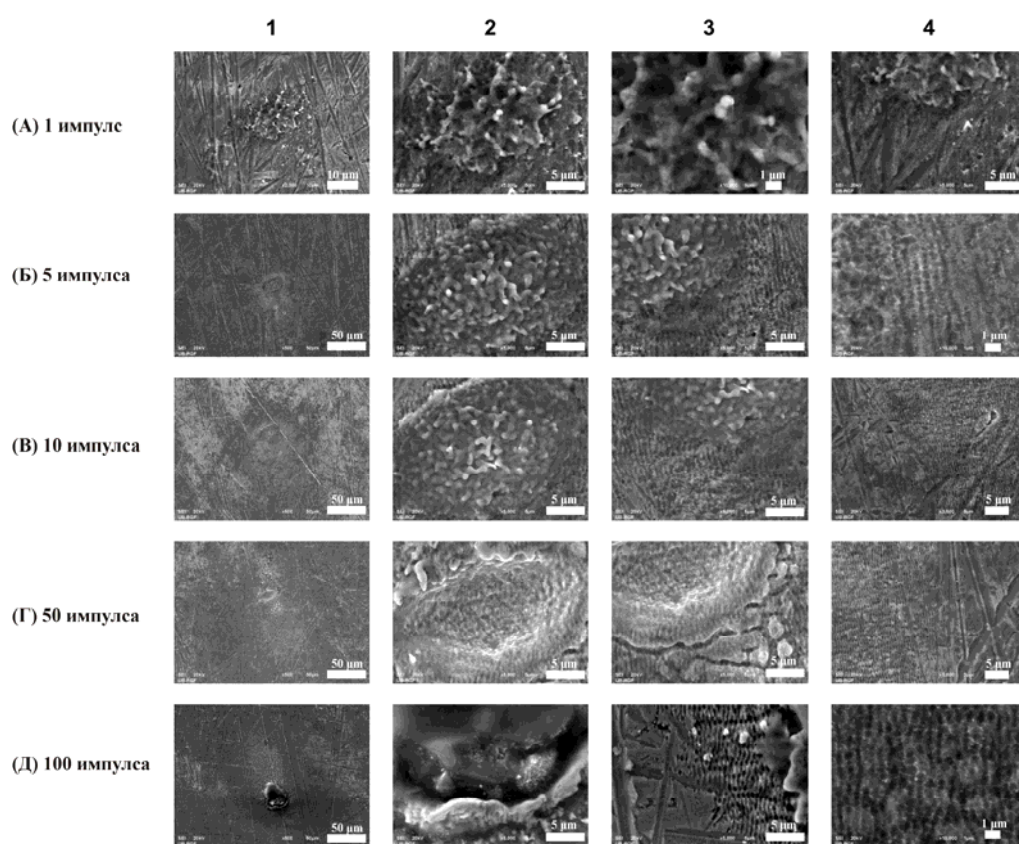 1 2 3 4
(А) 1 импулс
10 µm 5 µm 1 µm 5 µm
(Б) 5 импулса
50 µm 5 µm 5 µm 1 µm
(В) 10 импулса
50 µm 5 µm 5 µm 5 µm
(Г) 50 импулса
50 µm 5 µm 5 µm 5 µm
(Д) 100 импулса
50 µm 5 µm 5 µm 1 µm